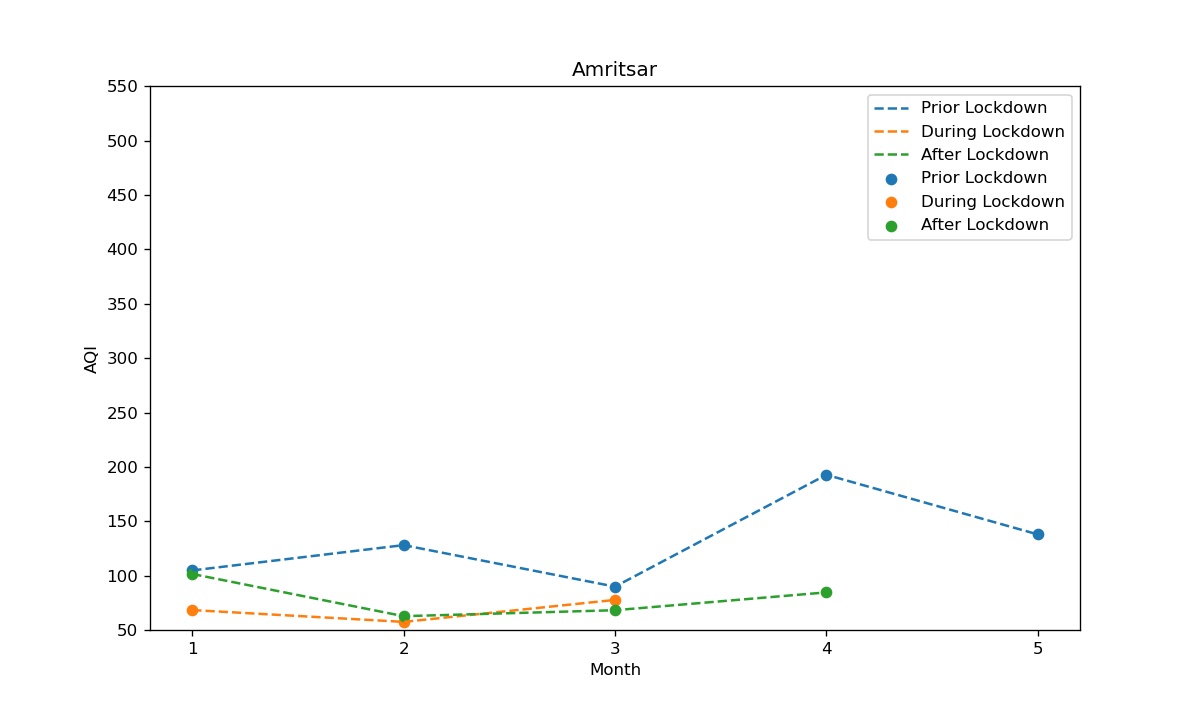 Amritsar
550
500
450
400
350
300
250
200
150
100
50
AQI
1 2 3 4 5
Month
Prior Lockdown
During Lockdown
After Lockdown
Prior Lockdown
During Lockdown
After Lockdown